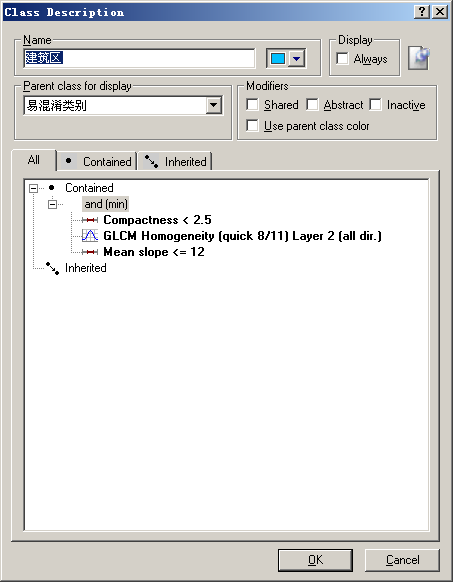 Class Description
Name
Display
建筑区
Always
Parent class for display
Modifiers
易混淆类别
Shared
Abstract
Inactive
Use parent class color
All
Contained
Inherited
Contained
and (min)
Compactness < 2.5
GLCM Homogeneity (quick 8/11) Layer 2 (all dir.)
Mean slope <= 12
Inherited
OK
Cancel